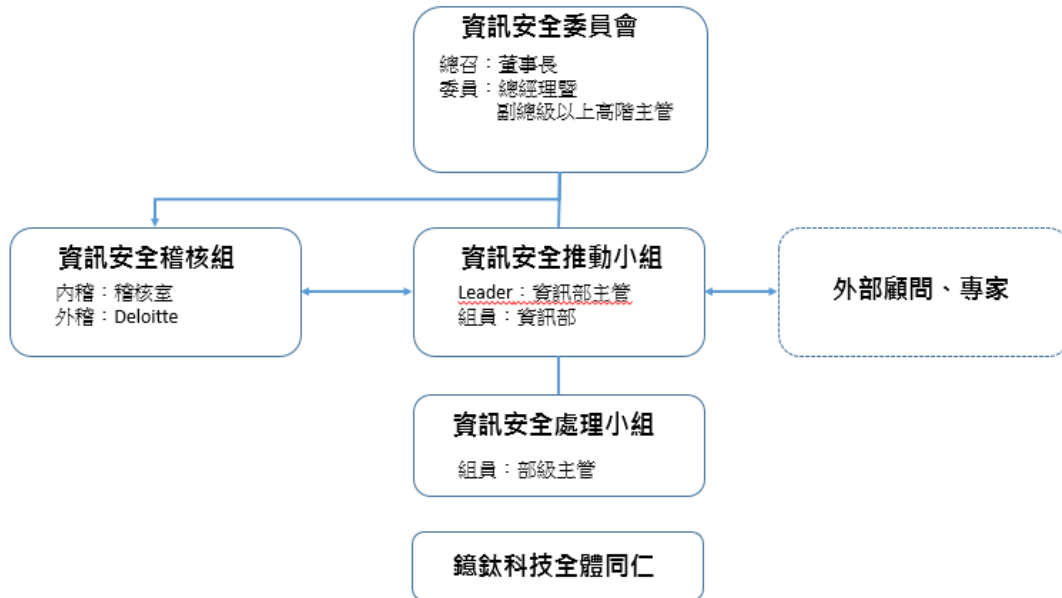 資訊安全委員會
總召：董事長
委員：總經理暨
副總級以上高階主管
資訊安全稽核組
內稽：稽核室
外稽：Deloitte
資訊安全推動小組
Leader：資訊部主管
組員：資訊部
外部顧問、專家
資訊安全處理小組
組員：部級主管
鐿鈦科技全體同仁